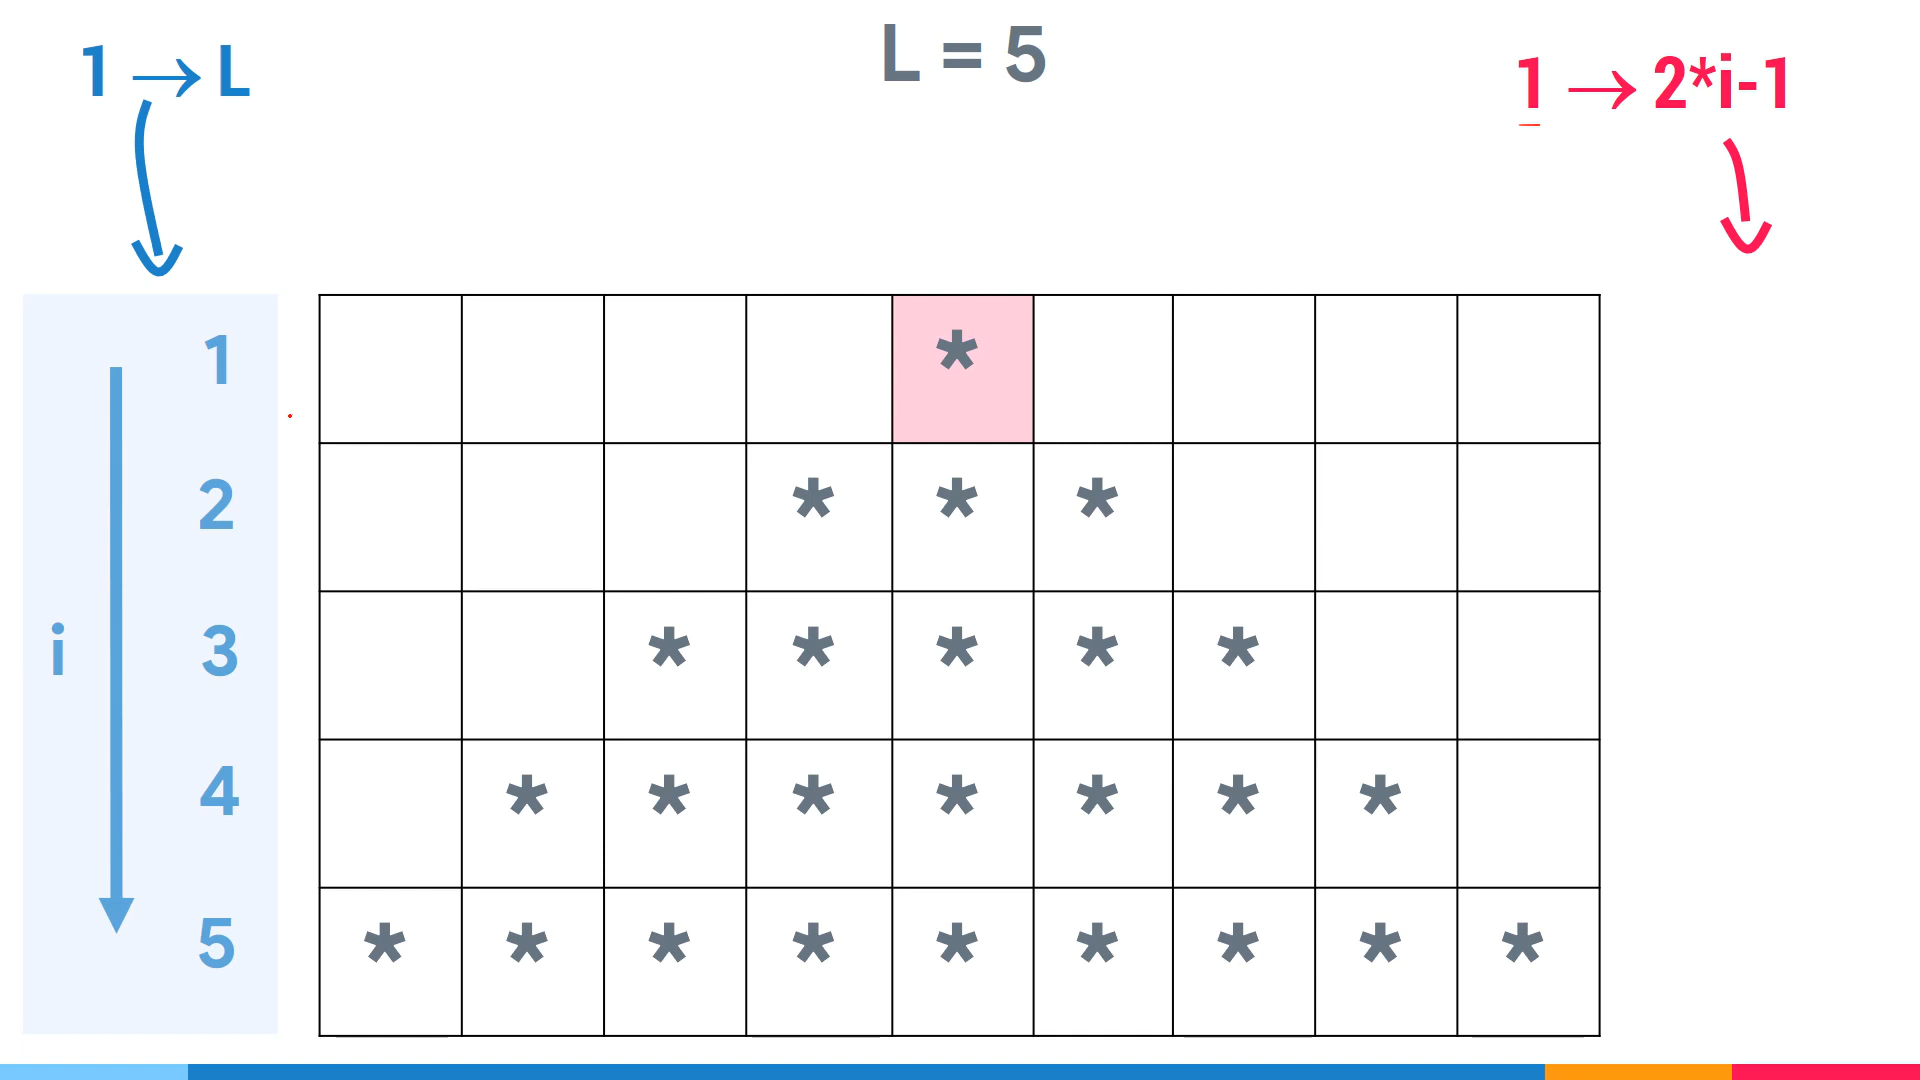 L = 5
1 → L
1 → 2*i-1
1 *
2 * * *
i 3 * * * * *
4 * * * * * * *
5 * * * * * * * * *